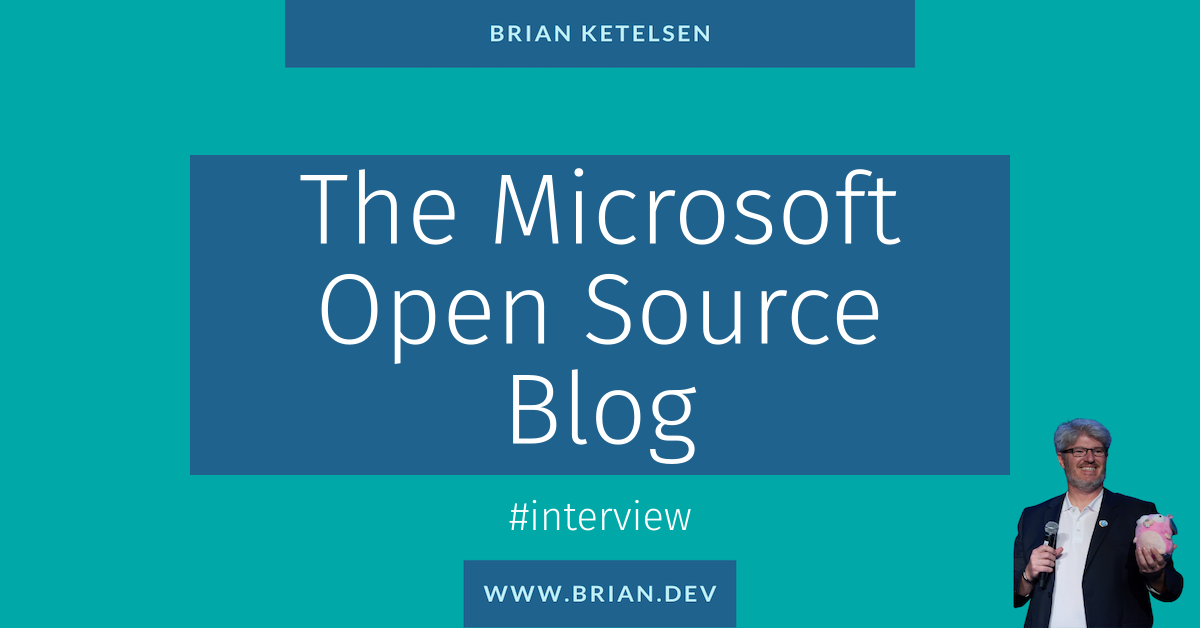 BRIAN KETELSEN
The Microsoft
Open Source
Blog
#interview
WWW.BRIAN.DEV